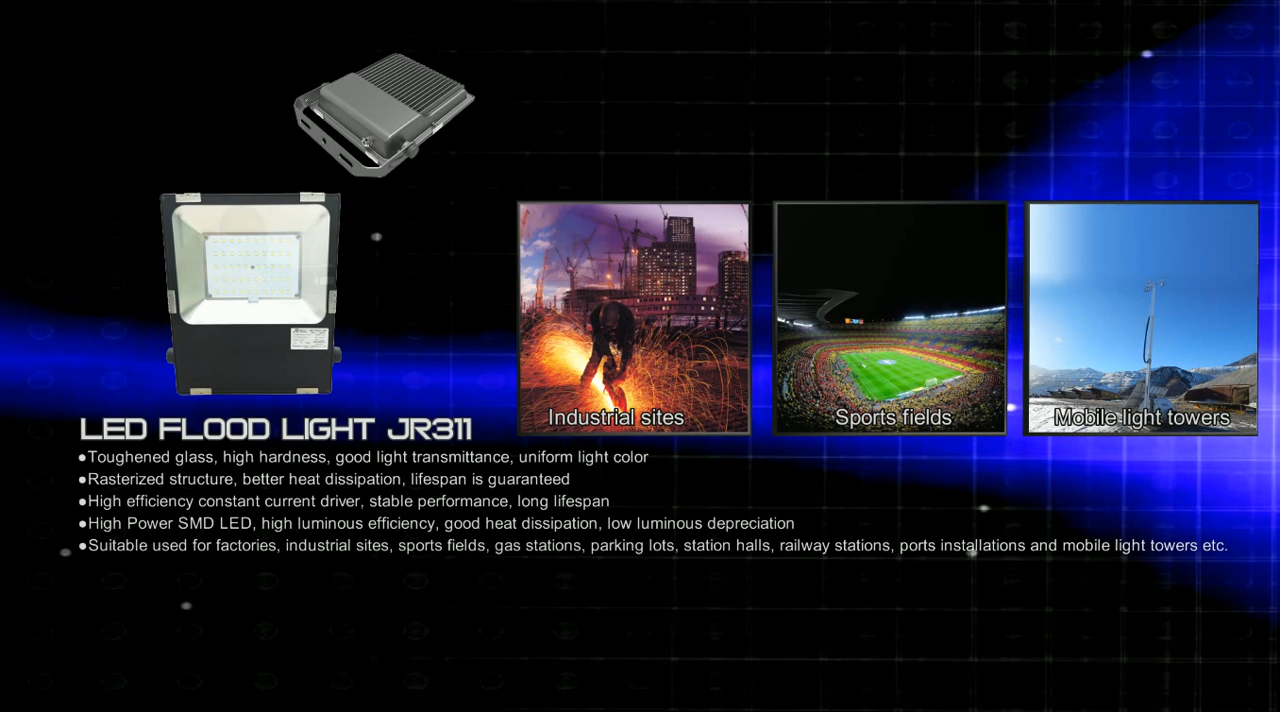 Industrial sites
Sports fields
Mobile light towers
LED FLOOD LIGHT JR311
●Toughened glass, high hardness, good light transmittance, uniform light color
●Rasterized structure, better heat dissipation, lifespan is guaranteed
●High efficiency constant current driver, stable performance, long lifespan
●High Power SMD LED, high luminous efficiency, good heat dissipation, low luminous depreciation
●Suitable used for factories, industrial sites, sports fields, gas stations, parking lots, station halls, railway stations, ports installations and mobile light towers etc.